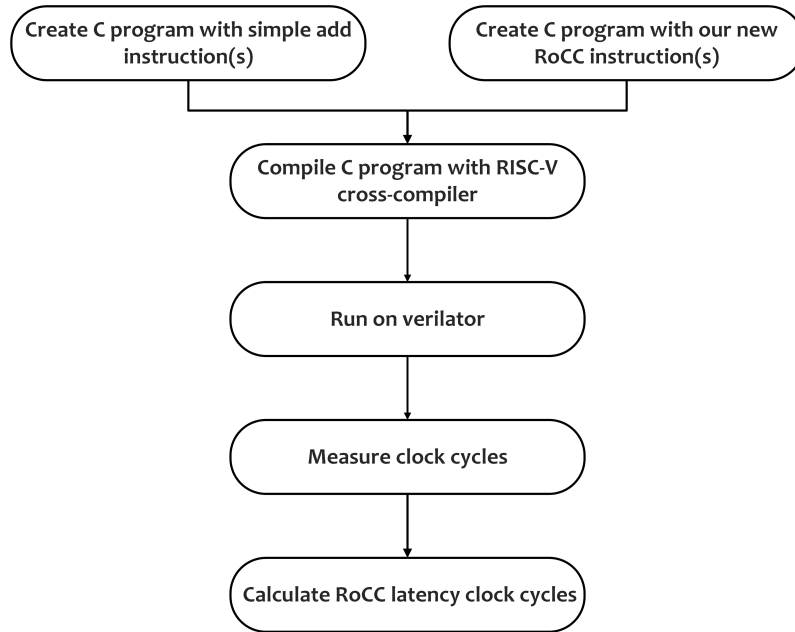 Create C program with simple add
instruction(s)
Create C program with our new
RoCC instruction(s)
Compile C program with RISC-V
cross-compiler
Run on verilator
Measure clock cycles
Calculate RoCC latency clock cycles